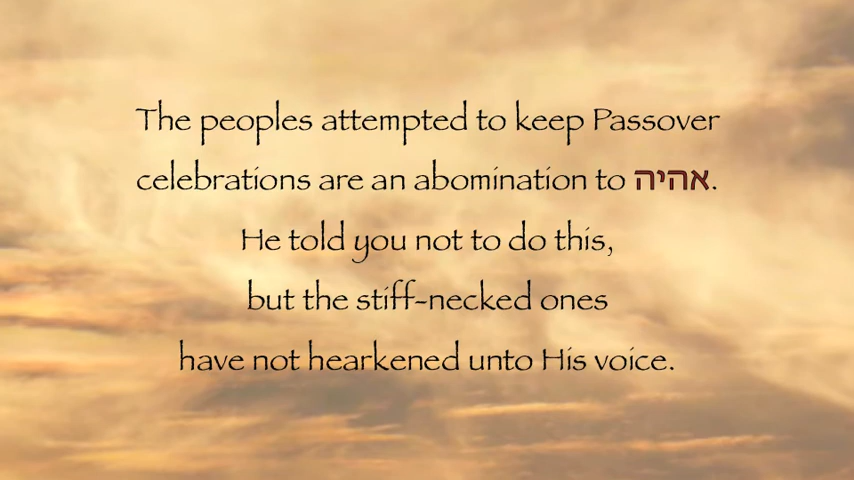 The peoples attempted to keep Passover
celebrations are an abomination to אהיה.
He told you not to do this,
but the stiff-necked ones
have not hearkened unto His voice.